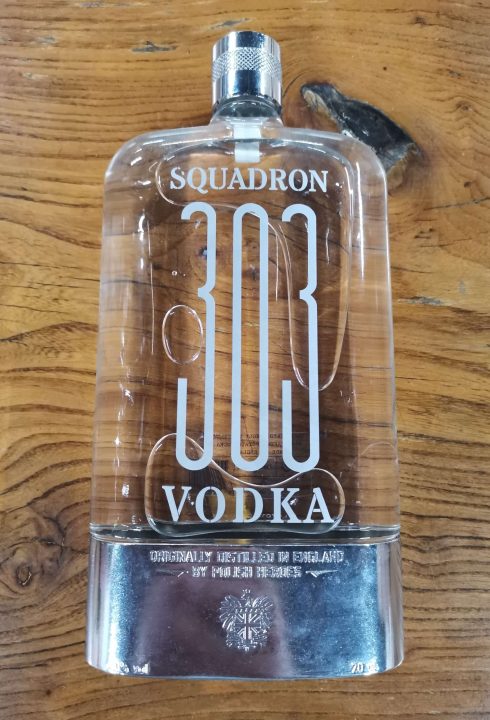 SQUADRON
303
VODKA
ORIGINALLY DISTILLED IN ENGLAND
BY POLISH HEROES